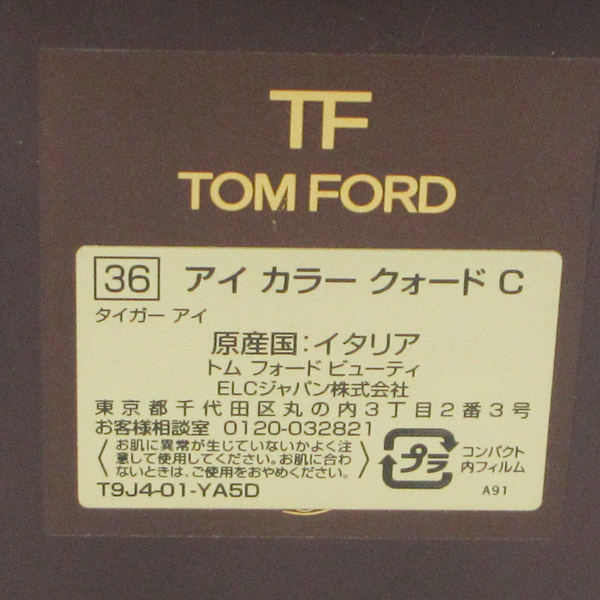 TF
TOM FORD
36 アイ カラー クォード C
タイガー アイ
原産国:イタリア
トム フォード ビューティ
ELCジャパン株式会社
東京都千代田区丸の内3丁目2番3号
お客様相談室 0120-032821
〈お肌に異常が生じていないかよく注
意して使用してください。お肌に合わ
ないときは、ご使用をおやめください。〉
プラ
コンパクト
内フィルム
T9J4-01-YA5D
A91